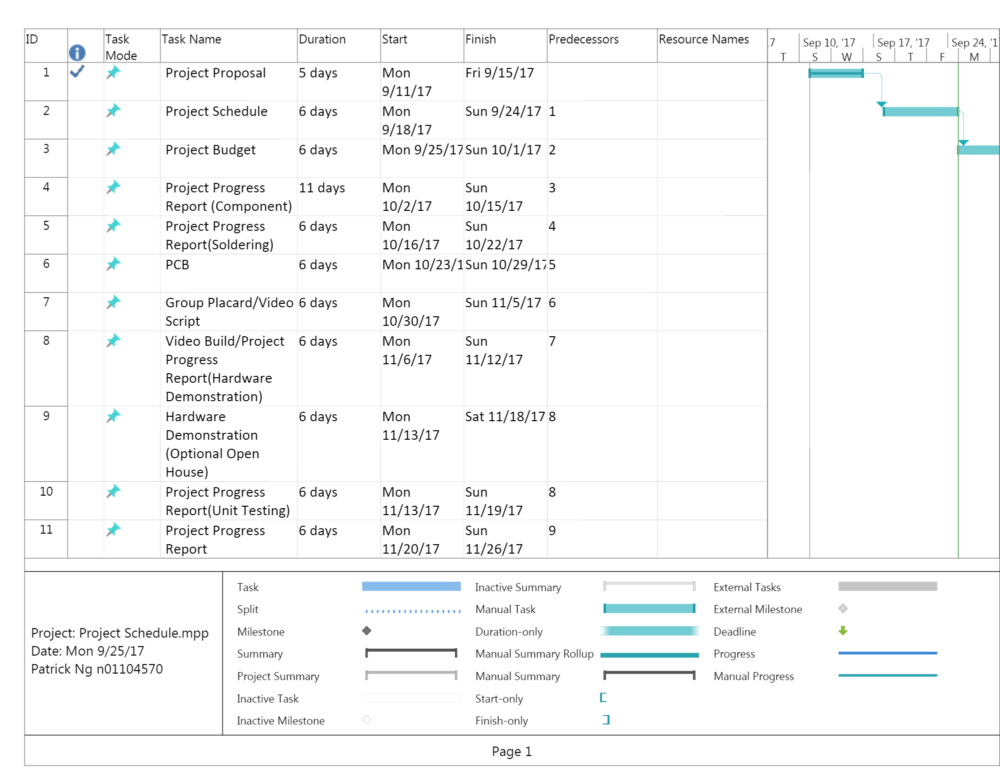 ID
Task Mode
Task Name
Duration
Start
Finish
Predecessors
Resource Names
17
Sep 10, '17
Sep 17, '17
Sep 24, '1
T S W S T F M
1 Project Proposal 5 days Mon Fri 9/15/17
9/11/17
2 Project Schedule 6 days Mon Sun 9/24/17 1
9/18/17
3 Project Budget 6 days Mon 9/25/17 Sun 10/1/17 2
4 Project Progress 11 days Mon Sun 3
Report (Component) 10/2/17 10/15/17
5 Project Progress 6 days Mon Sun 4
Report(Soldering) 10/16/17 10/22/17
6 PCB 6 days Mon 10/23/1 Sun 10/29/17 5
7 Group Placard/Video 6 days Mon Sun 11/5/17 6
Script 10/30/17
8 Video Build/Project 6 days Mon Sun 7
Progress 11/6/17 11/12/17
Report(Hardware
Demonstration)
9 Hardware 6 days Mon Sat 11/18/17 8
Demonstration 11/13/17
(Optional Open
House)
10 Project Progress 6 days Mon Sun 8
Report(Unit Testing) 11/13/17 11/19/17
11 Project Progress 6 days Mon Sun 9
Report 11/20/17 11/26/17
Project: Project Schedule.mpp
Date: Mon 9/25/17
Patrick Ng n01104570
Task
Split
Milestone
Summary
Project Summary
Inactive Task
Inactive Milestone
Inactive Summary
Manual Task
Duration-only
Manual Summary Rollup
Manual Summary
Start-only
Finish-only
External Tasks
External Milestone
Deadline
Progress
Manual Progress
Page 1